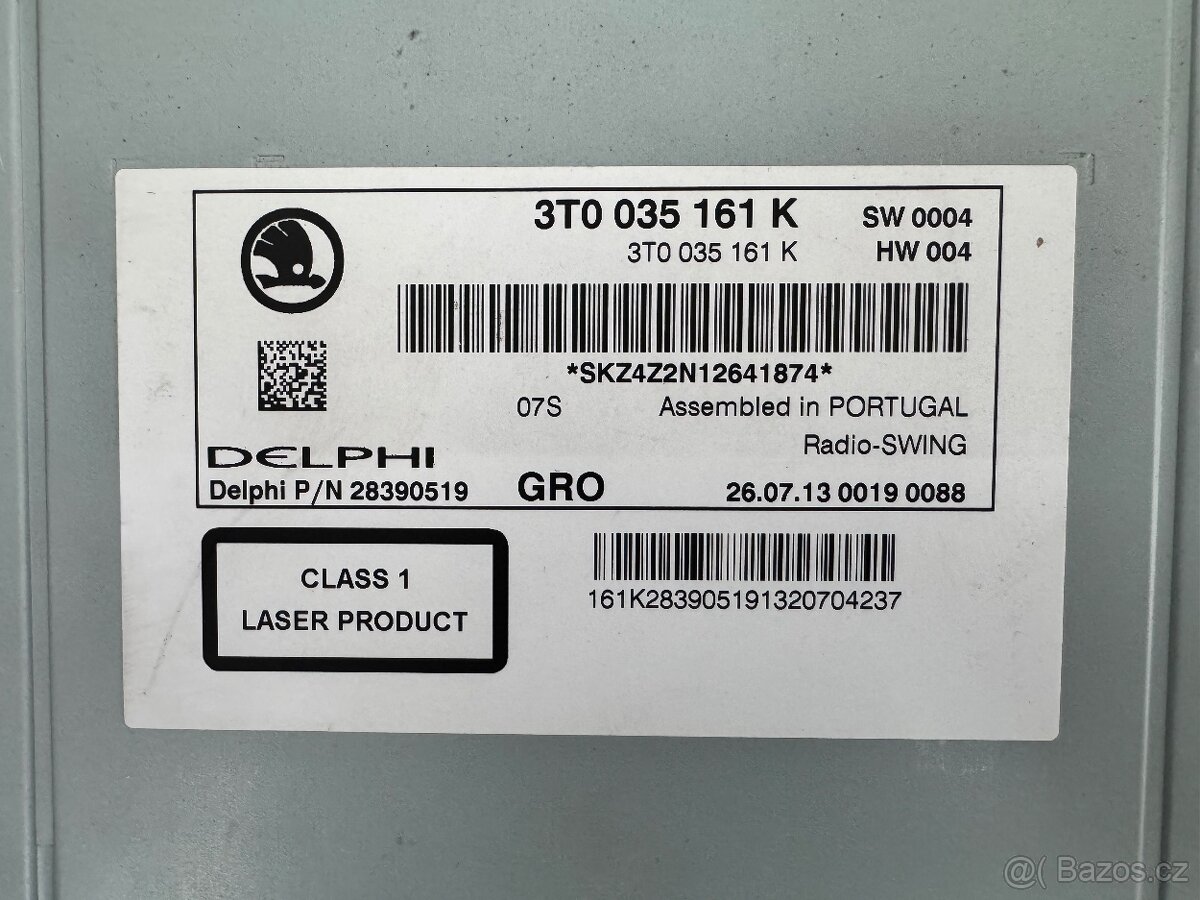 3T0 035 161 K SW 0004
3T0 035 161 K HW 004
*SKZ4Z2N12641874*
07S Assembled in PORTUGAL
Radio-SWING
DELPHI
Delphi P/N 28390519 GRO 26.07.13 0019 0088
CLASS 1
LASER PRODUCT
161K283905191320704237
@( Bazos.cz